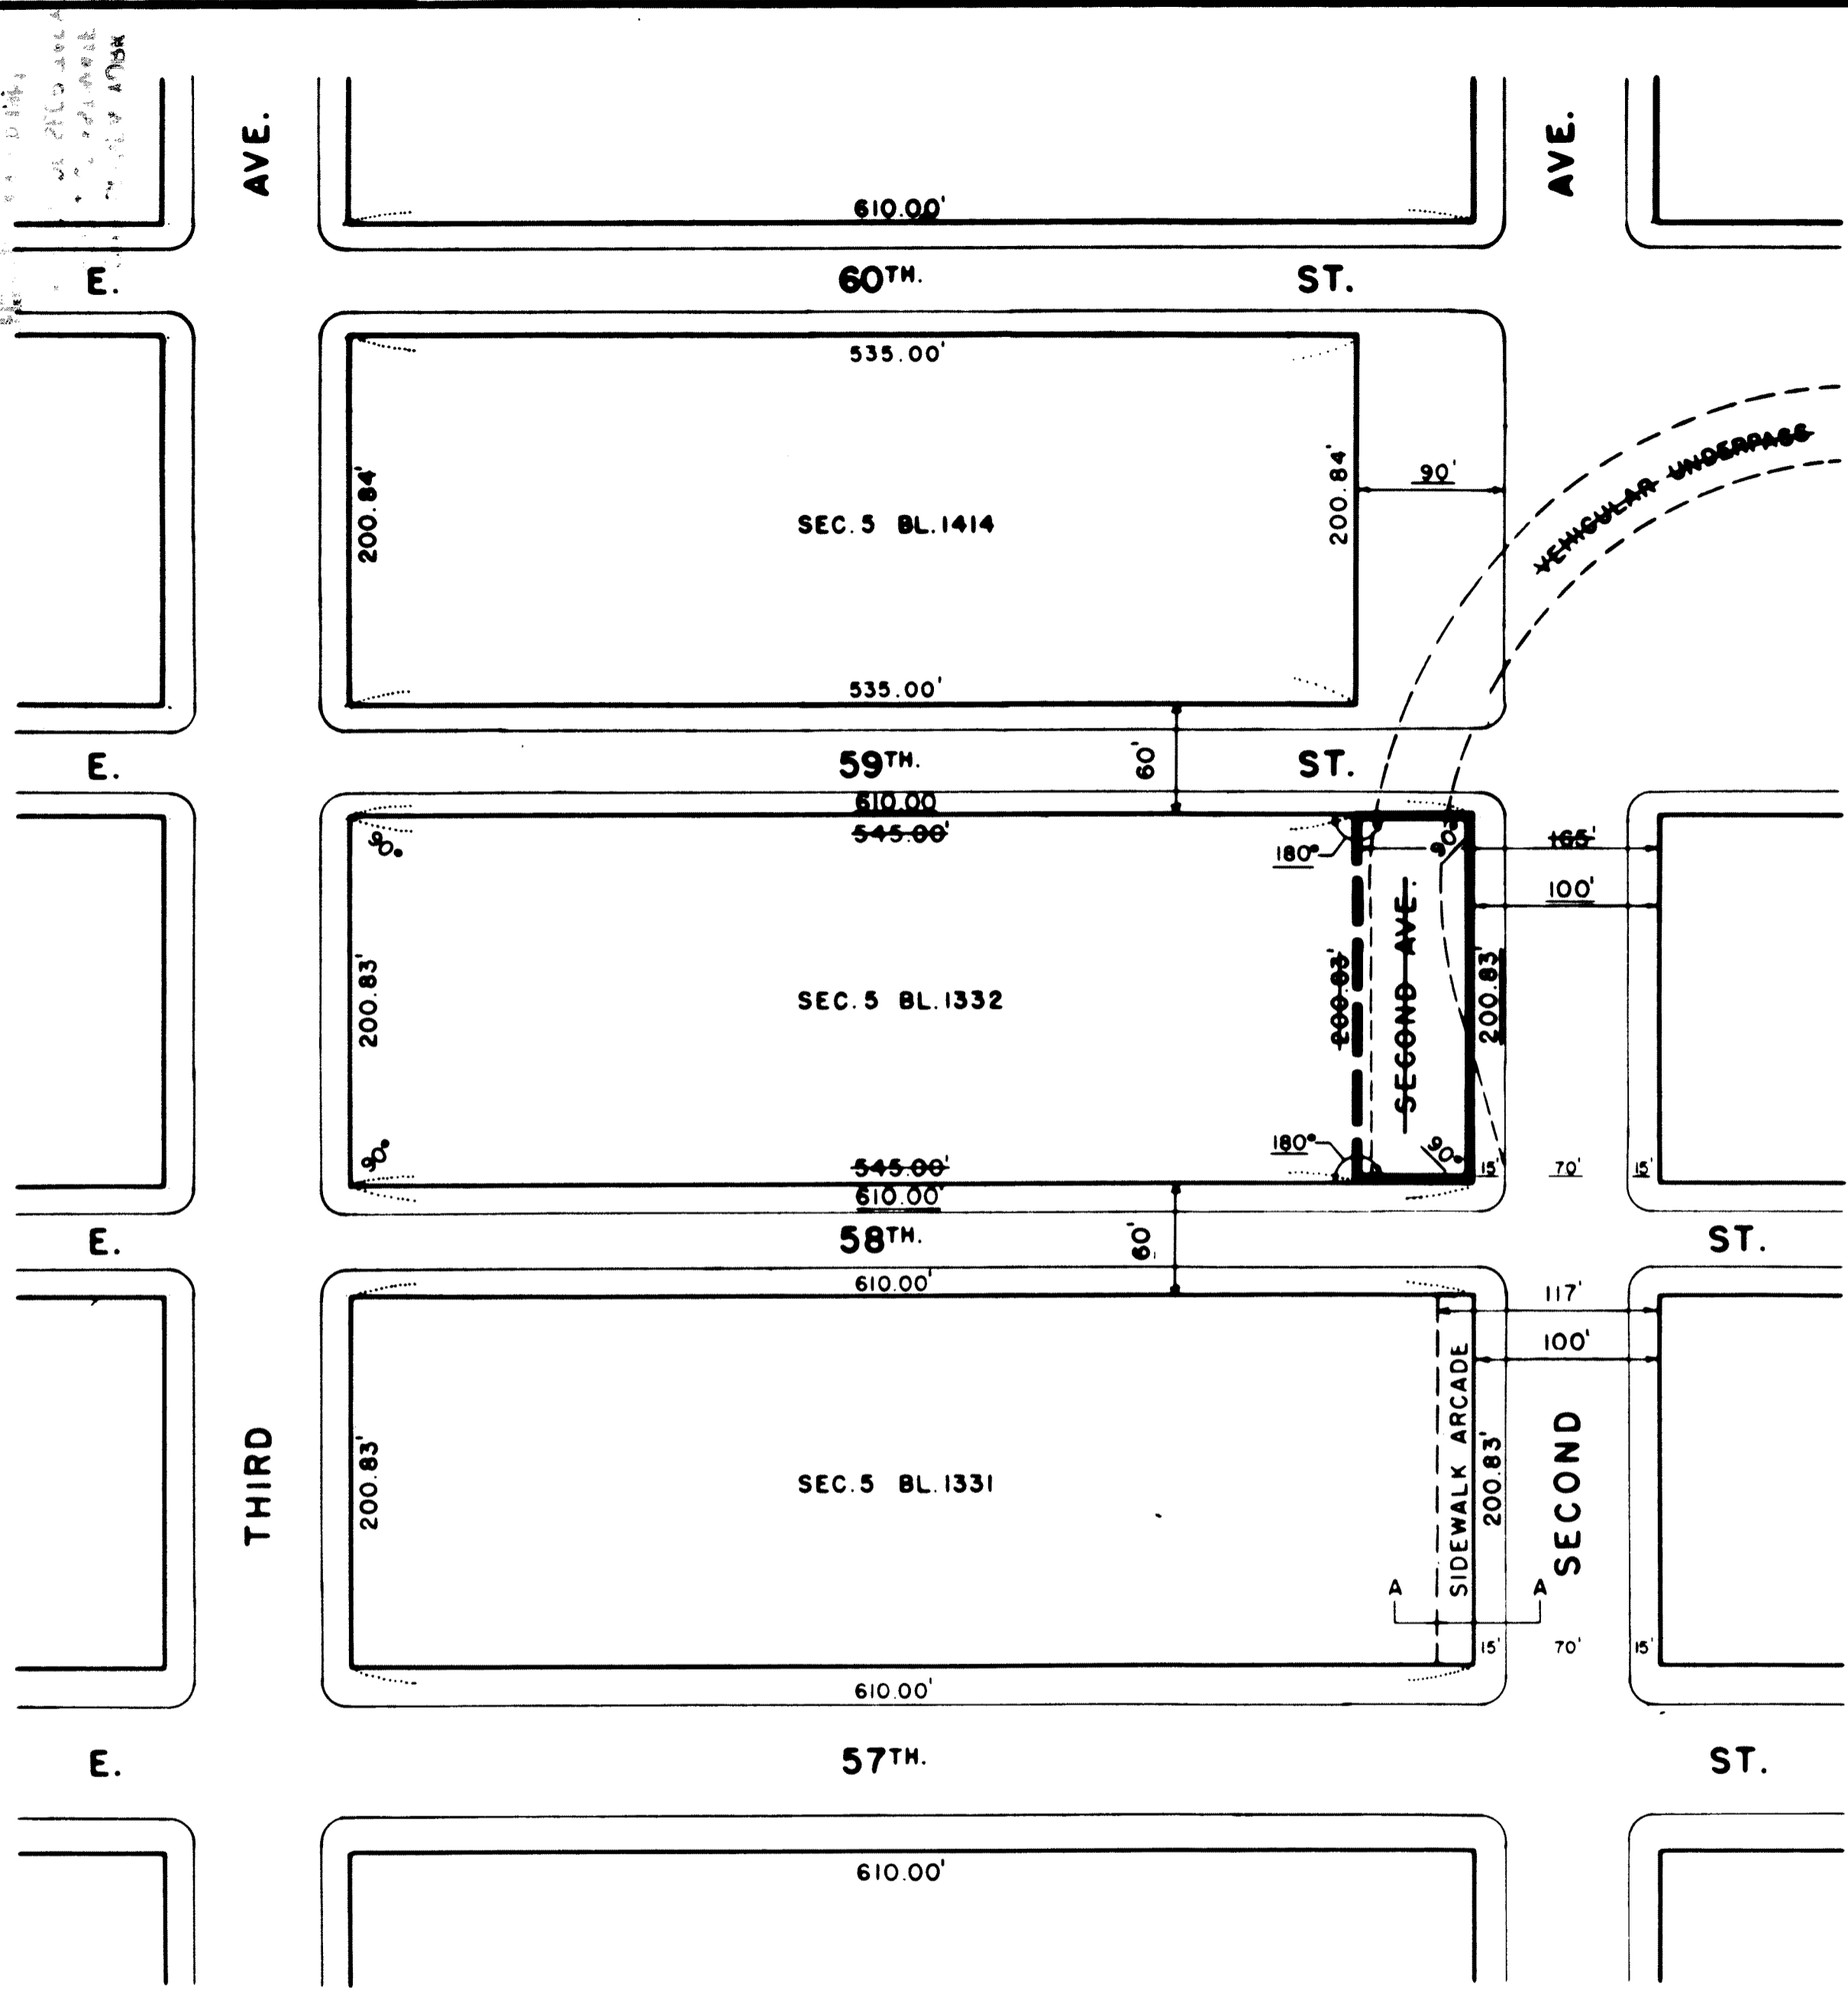 AVE.
AVE.
610.00'
E.
60TH.
ST.
535.00'
200.84'
200.84'
90'
VEHICULAR UNDERPASS
SEC. 5 BL. 1414
535.00'
E.
59TH.
60'
ST.
610.00
545.00'
90°
180°
90°
165'
100'
200.83'
SEC. 5 BL. 1332
200.83'
SECOND AVE.
200.83'
90°
180°
90°
545.00'
610.00'
15'
70'
15'
E.
58TH.
60'
ST.
610.00'
117'
100'
THIRD
200.83'
SEC. 5 BL. 1331
SIDEWALK ARCADE
200.83'
SECOND
A
A
15'
70'
15'
610.00'
E.
57TH.
ST.
610.00'